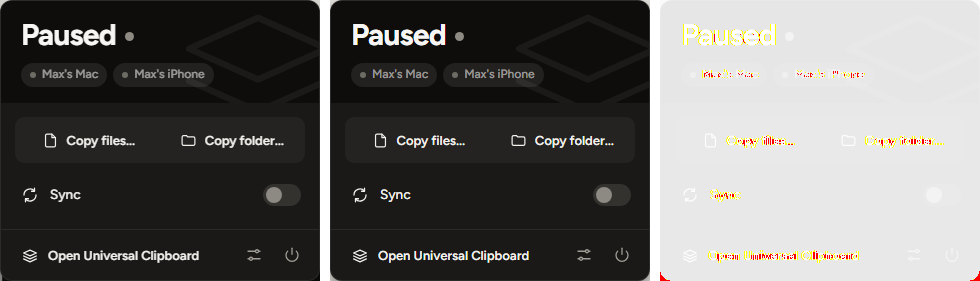 Paused
Max's Mac Max's iPhone
Copy files... Copy folder...
Sync
Open Universal Clipboard
Paused
Max's Mac Max's iPhone
Copy files... Copy folder...
Sync
Open Universal Clipboard
Paused